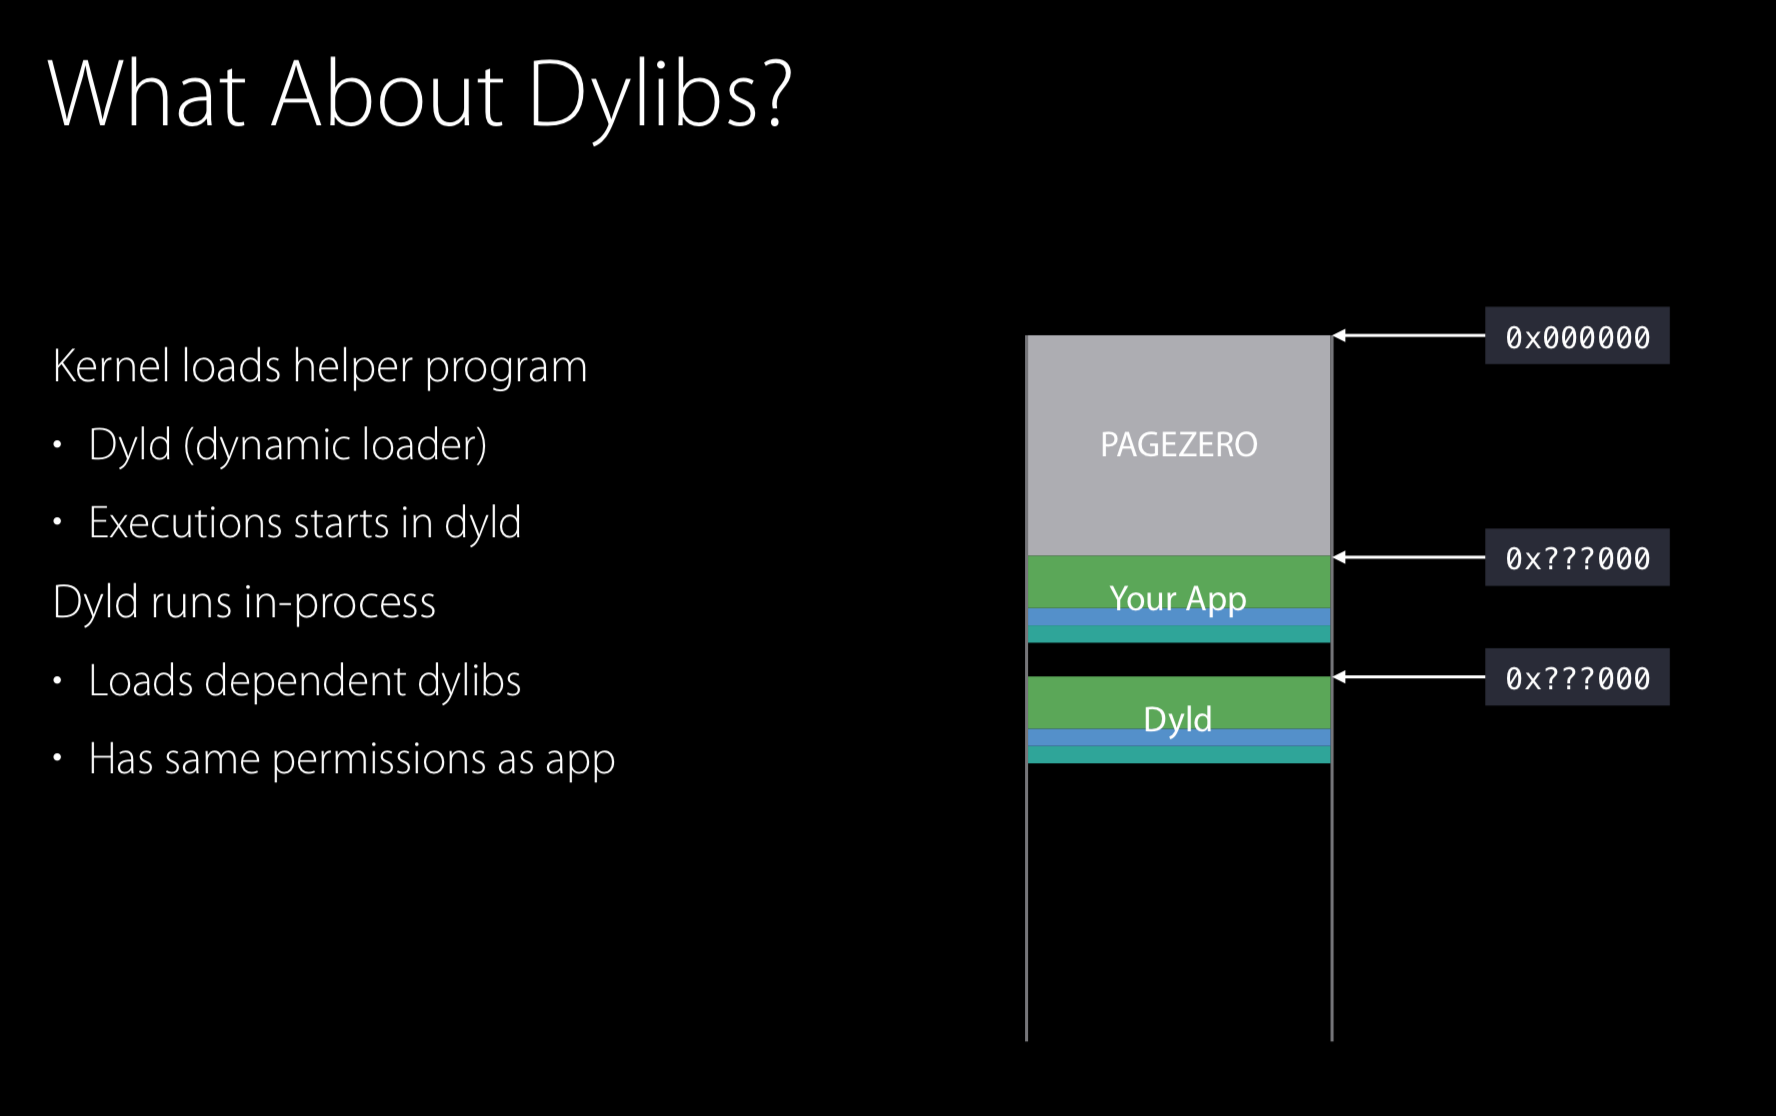 What About Dylibs?
Kernel loads helper program
• Dyld (dynamic loader)
• Executions starts in dyld
Dyld runs in-process
• Loads dependent dylibs
• Has same permissions as app
0x000000
PAGEZERO
0x???000
Your App
0x???000
Dyld